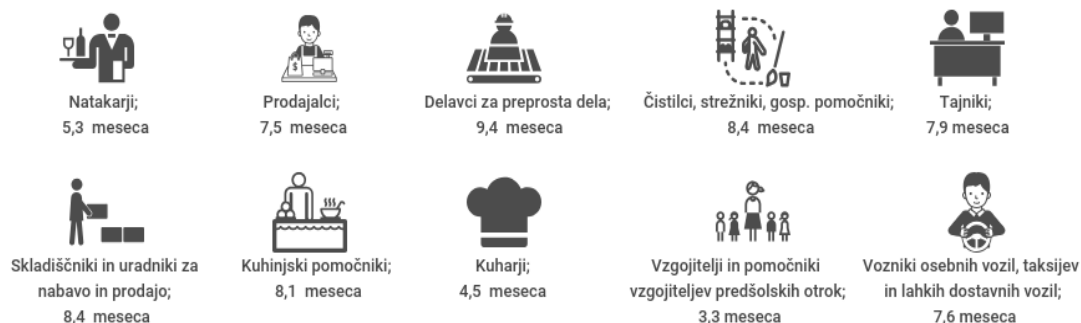 Natakarji;
5,3 meseca
Prodajalci;
7,5 meseca
Delavci za preprosta dela;
9,4 meseca
Čistilci, strežniki, gosp. pomočniki;
8,4 meseca
Tajniki;
7,9 meseca
Skladiščniki in uradniki za
nabavo in prodajo;
8,4 meseca
Kuhinjski pomočniki;
8,1 meseca
Kuharji;
4,5 meseca
Vzgojitelji in pomočniki
vzgojiteljev predšolskih otrok;
3,3 meseca
Vozniki osebnih vozil, taksijev
in lahkih dostavnih vozil;
7,6 meseca